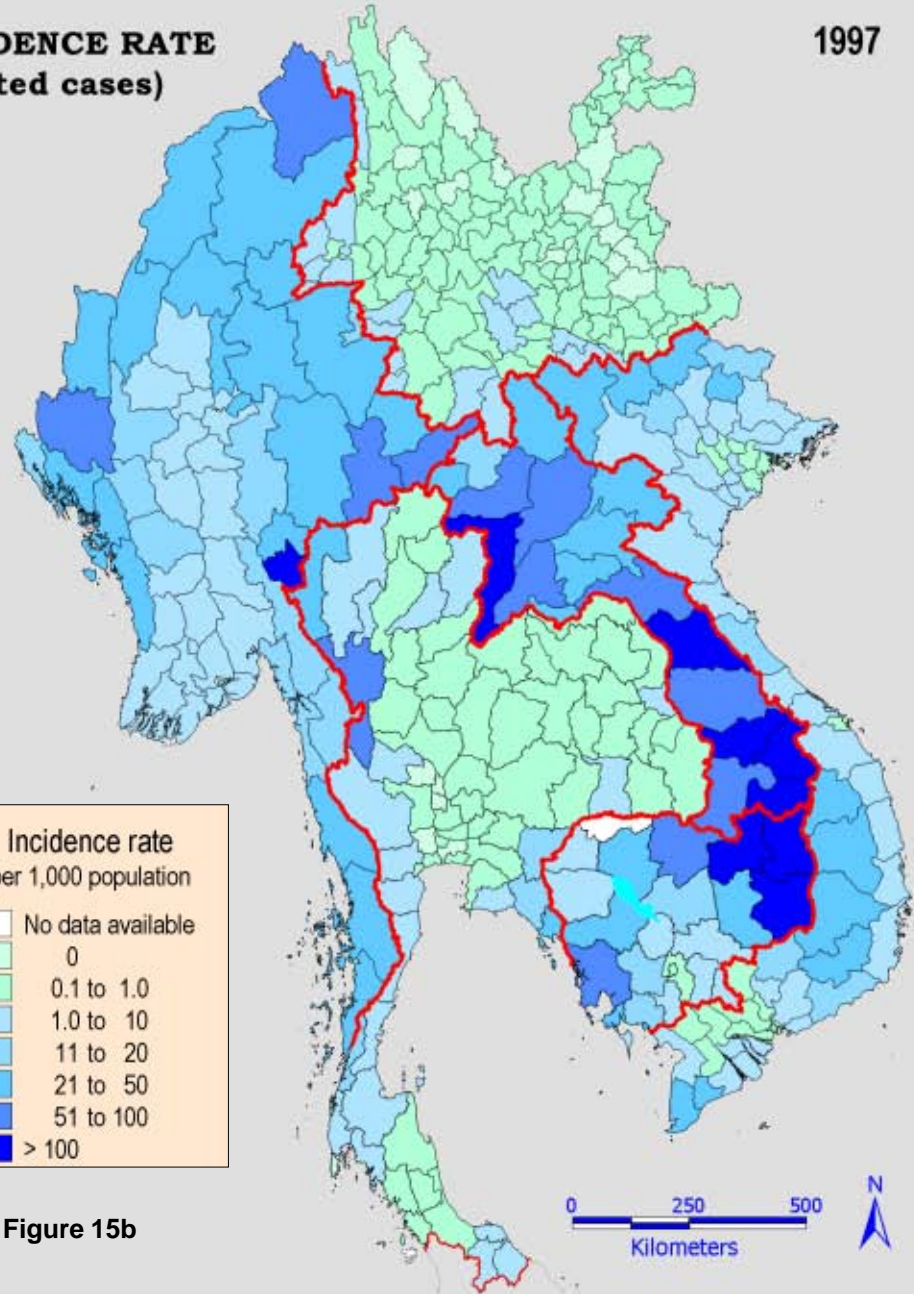 DENCE RATE
ted cases)
1997
Incidence rate
per 1,000 population
No data available
0
0.1 to 1.0
1.0 to 10
11 to 20
21 to 50
51 to 100
> 100
Figure 15b
0 250 500
Kilometers
N